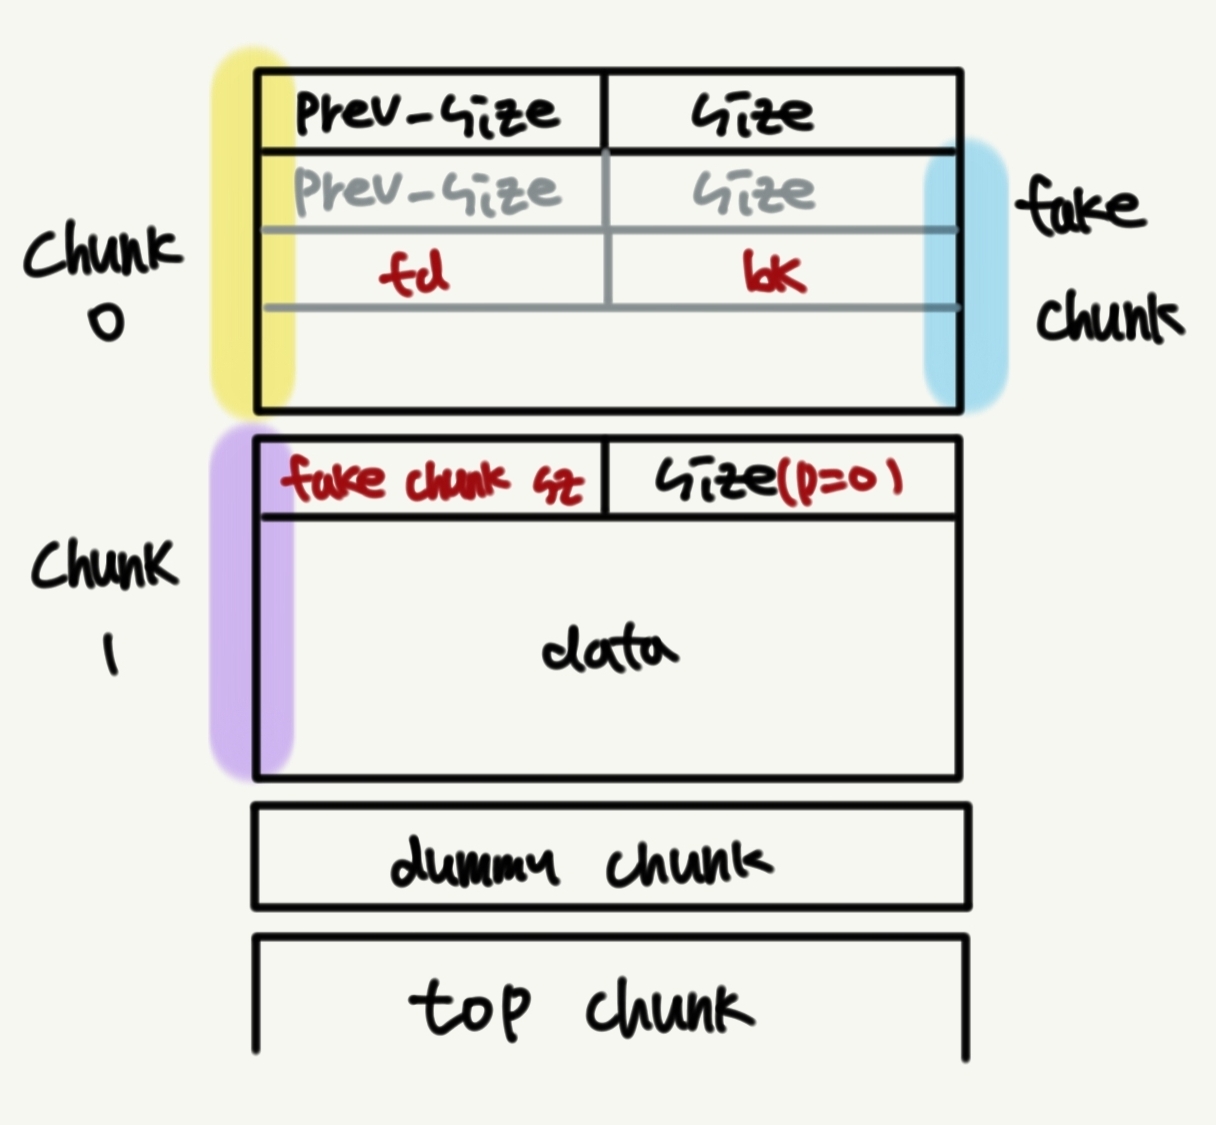 Prev-Size Size
Prev-Size Size
fd bk
Chunk
0
fake
chunk
fake chunk sz Size(p=0)
Chunk
1
data
dummy chunk
top chunk